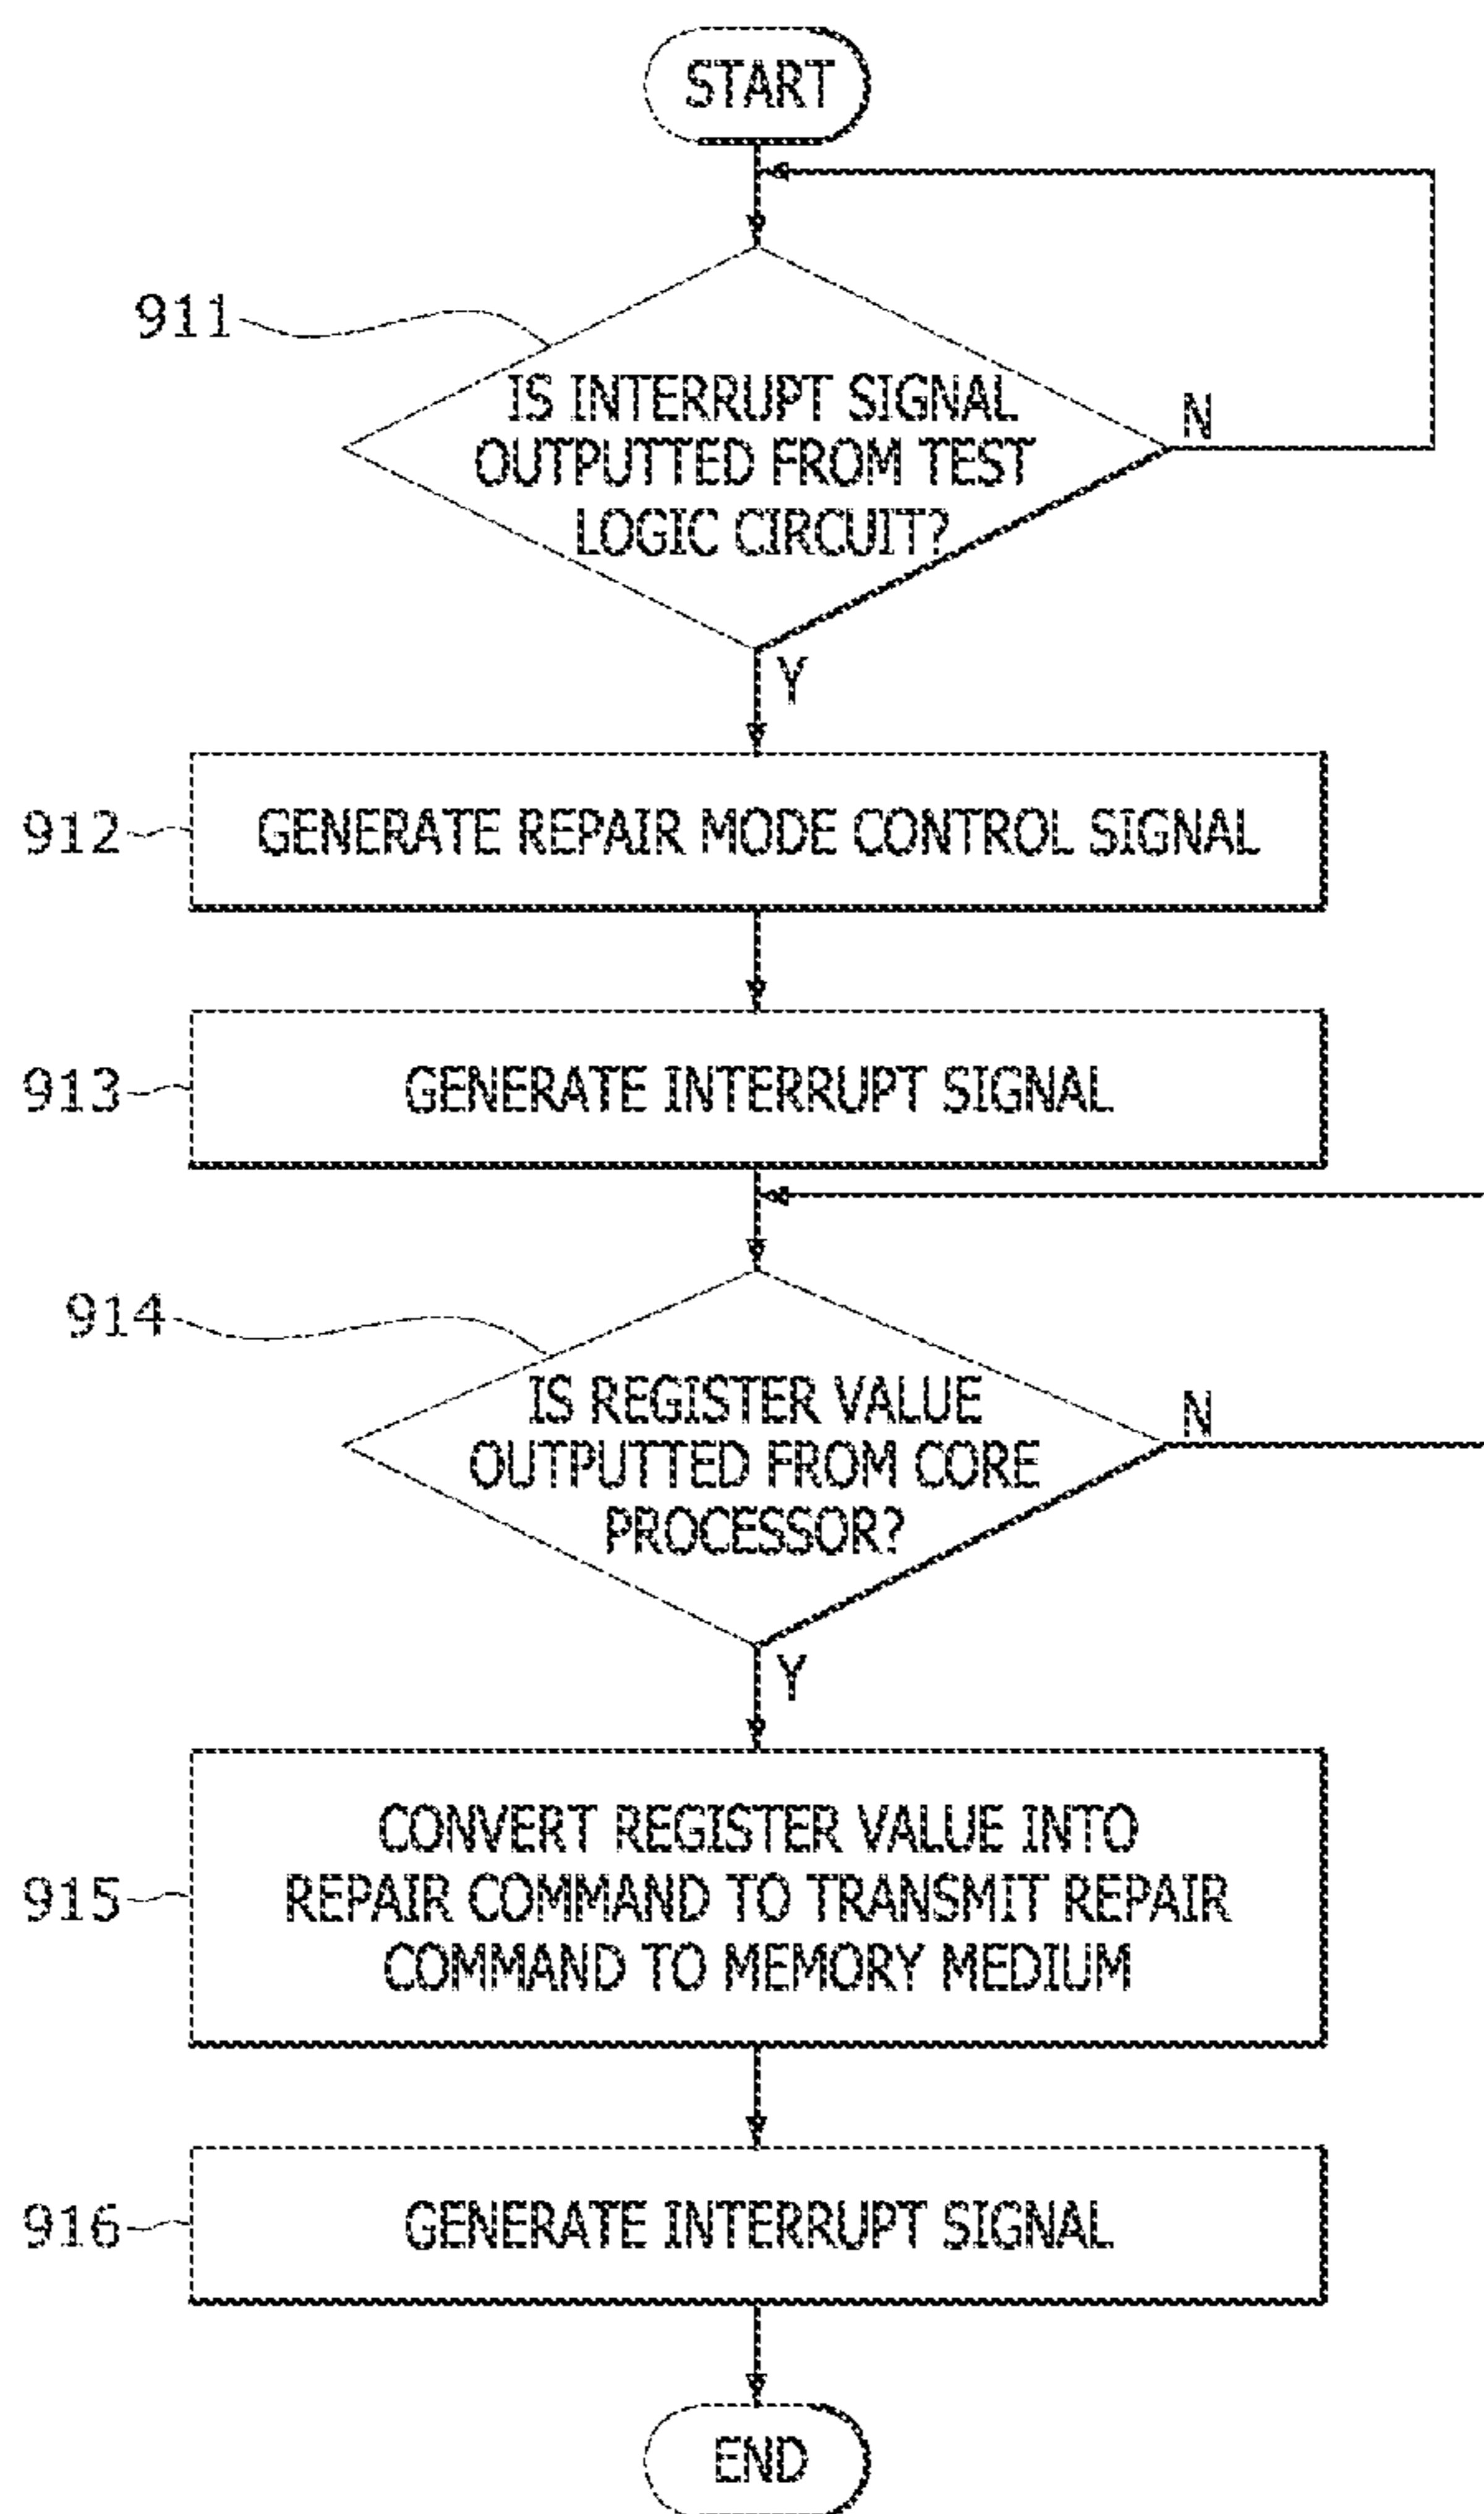 START
911
IS INTERRUPT SIGNAL
OUTPUTTED FROM TEST
LOGIC CIRCUIT?
N
Y
912
GENERATE REPAIR MODE CONTROL SIGNAL
913
GENERATE INTERRUPT SIGNAL
914
IS REGISTER VALUE
OUTPUTTED FROM CORE
PROCESSOR?
N
Y
915
CONVERT REGISTER VALUE INTO
REPAIR COMMAND TO TRANSMIT REPAIR
COMMAND TO MEMORY MEDIUM
916
GENERATE INTERRUPT SIGNAL
END